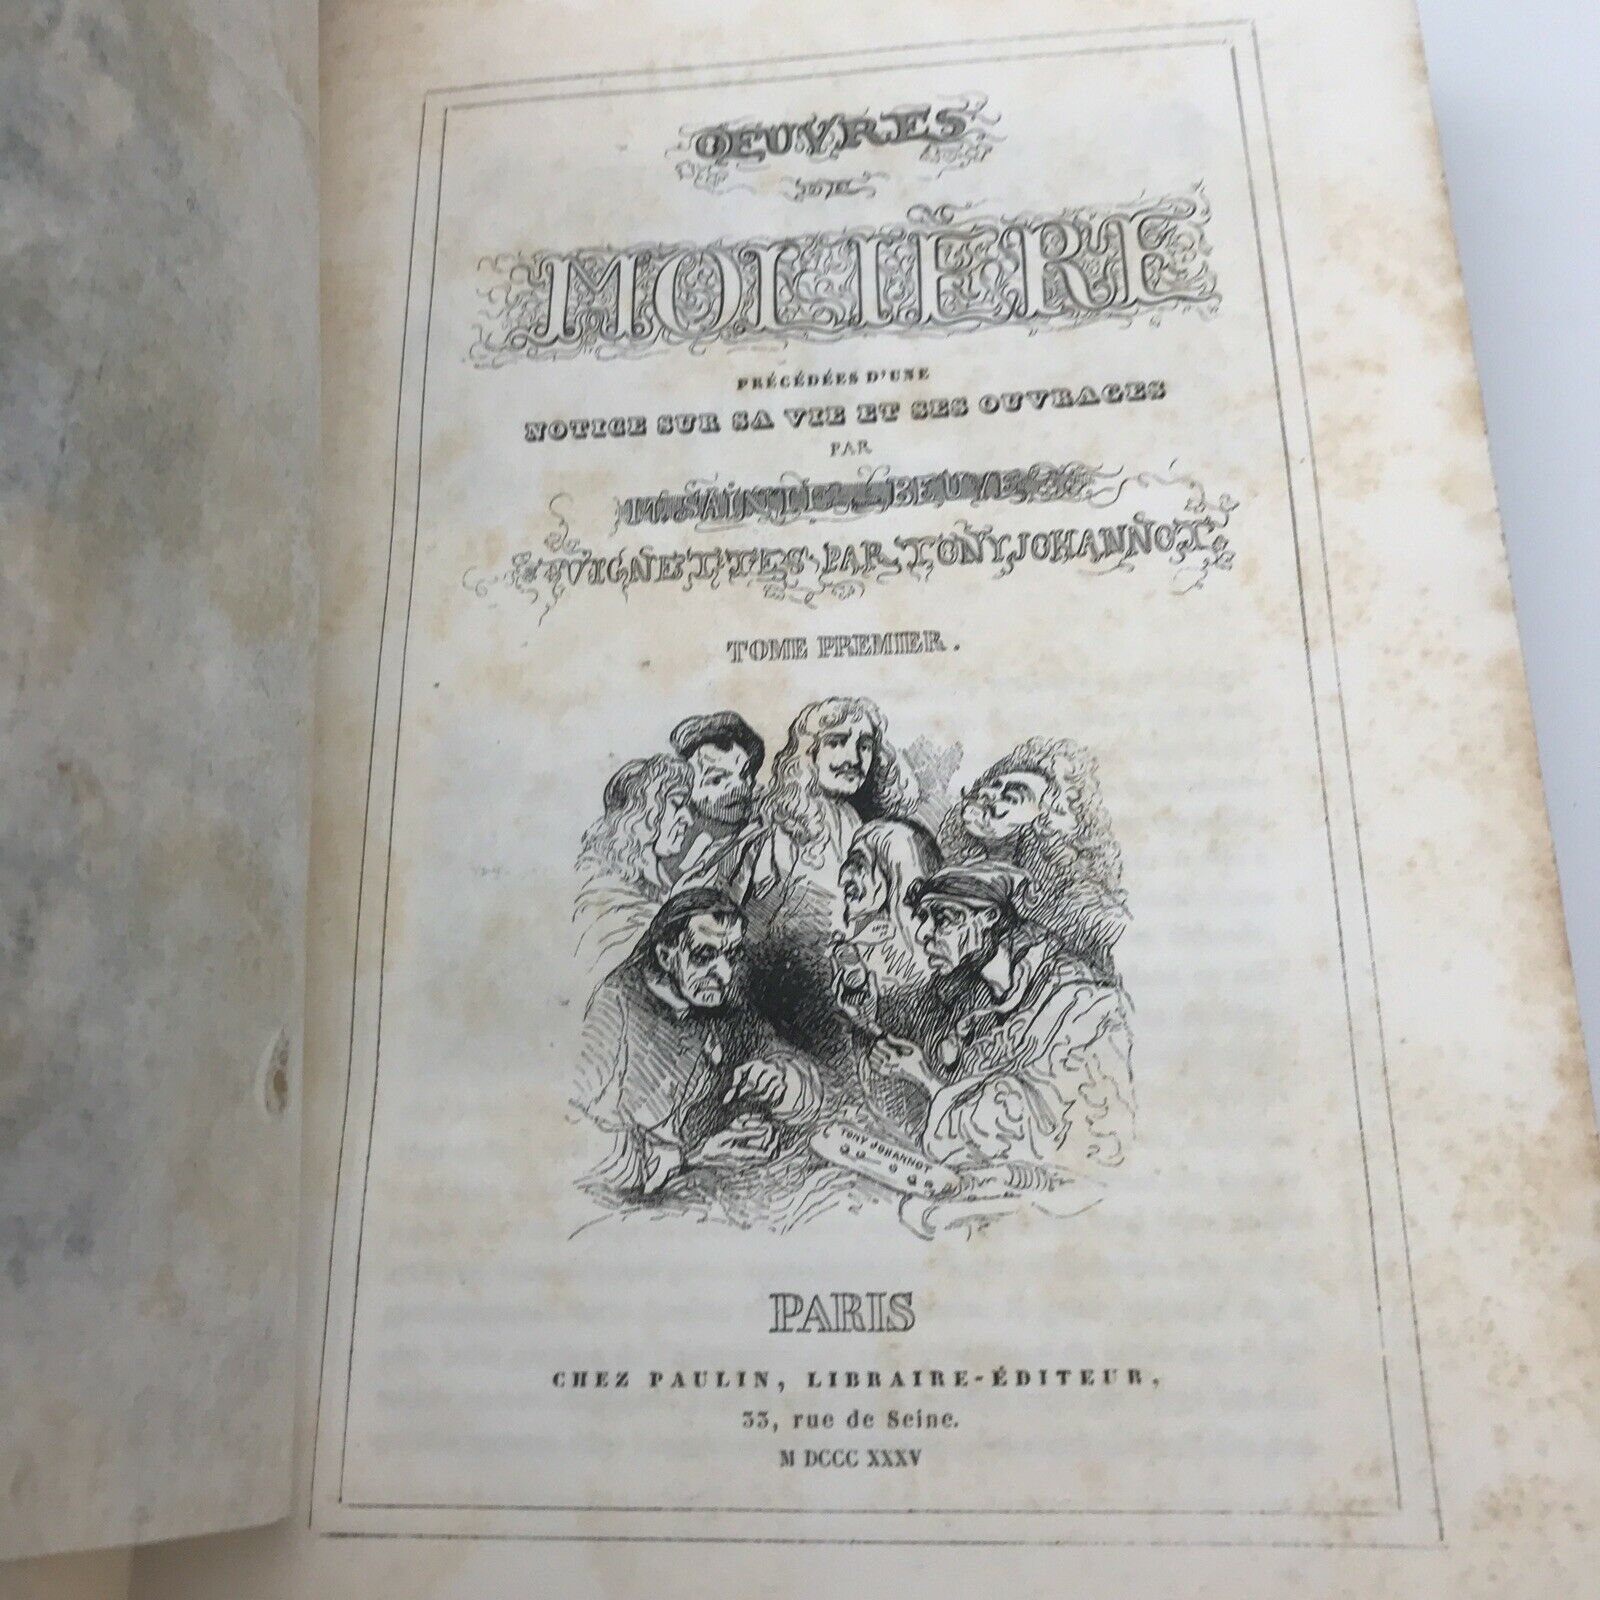 OEUVRES
DE
MOLIÈRE
PRÉCÉDÉES D'UNE
NOTICE SUR SA VIE ET SES OUVRAGES
PAR
M. SAINTE-BEUVE
VIGNETTES PAR TONY JOHANNOT.
TOME PREMIER.
TONY JOHANNOT
PARIS
CHEZ PAULIN, LIBRAIRE-ÉDITEUR,
33, rue de Seine.
M DCCC XXXV